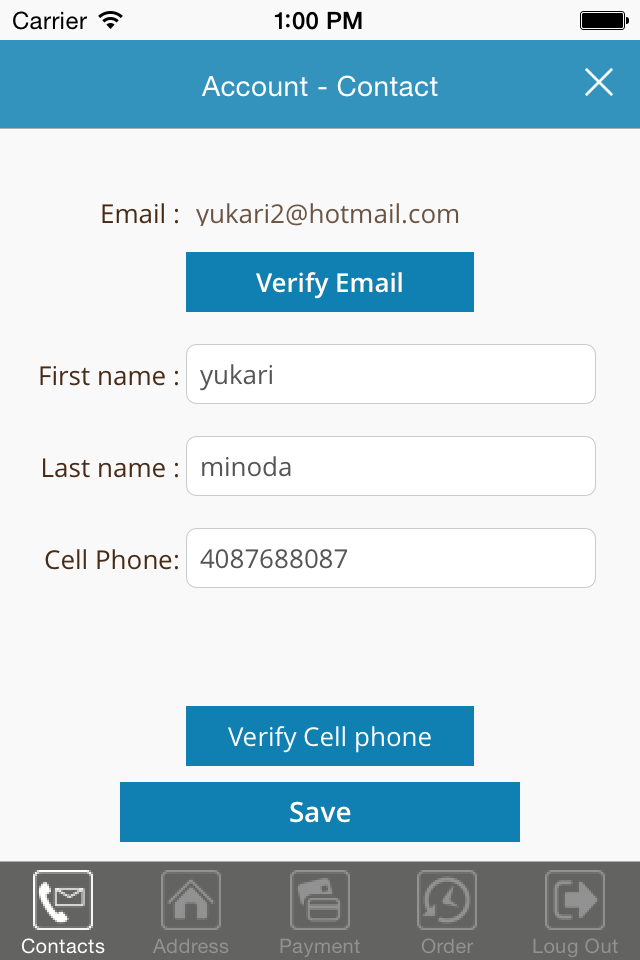 Carrier 1:00 PM
Account - Contact
Email : yukari2@hotmail.com
Verify Email
First name : yukari
Last name : minoda
Cell Phone: 4087688087
Verify Cell phone
Save
Contacts Address Payment Order Loug Out